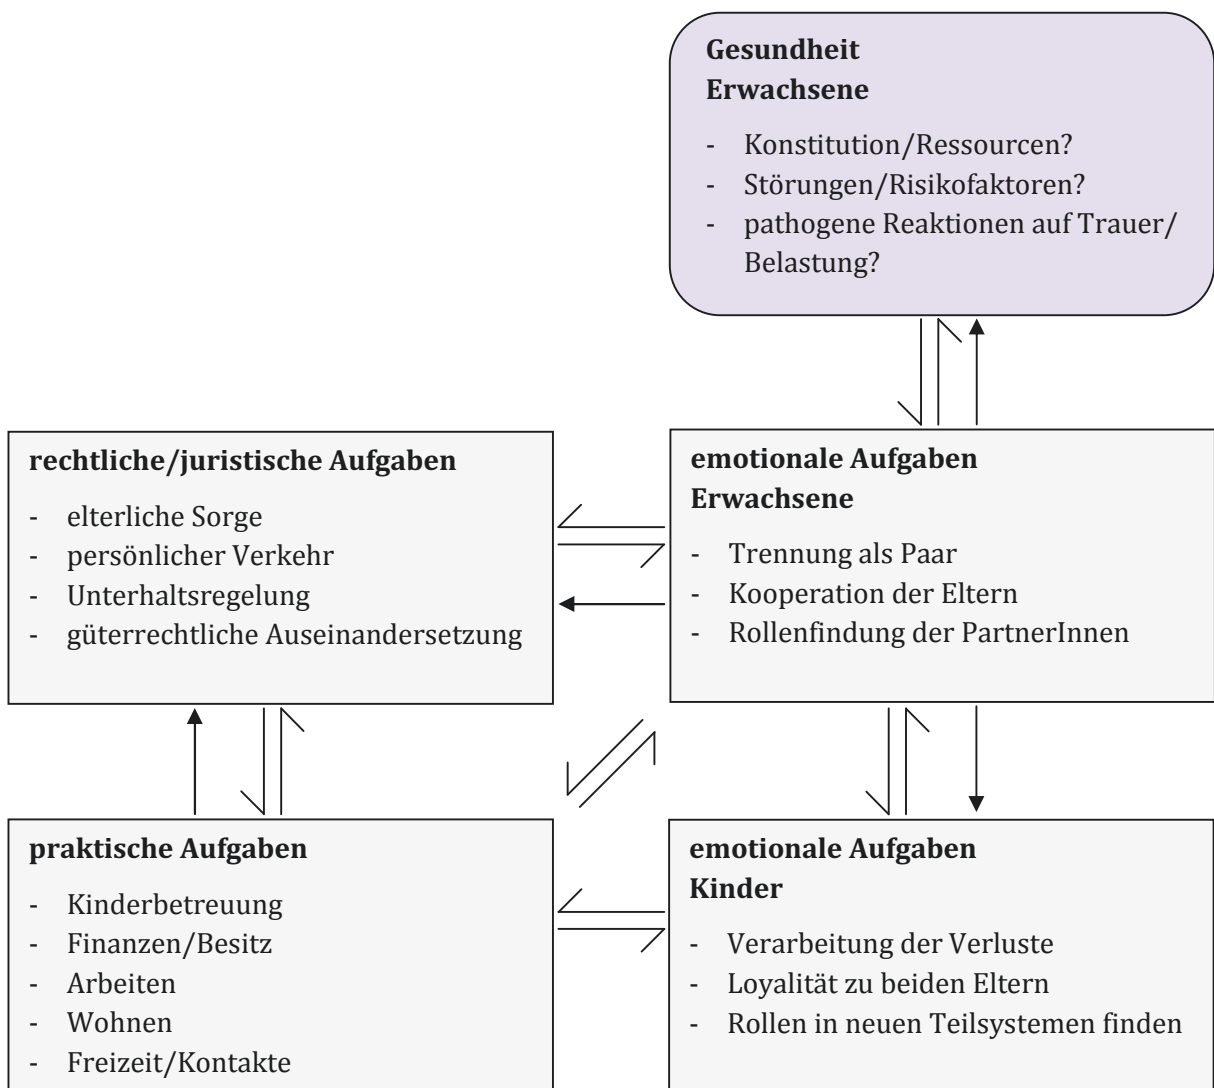 Gesundheit
Erwachsene
- Konstitution/Ressourcen?
- Störungen/Risikofaktoren?
- pathogene Reaktionen auf Trauer/
Belastung?
rechtliche/juristische Aufgaben
- elterliche Sorge
- persönlicher Verkehr
- Unterhaltsregelung
- güterrechtliche Auseinandersetzung
emotionale Aufgaben
Erwachsene
- Trennung als Paar
- Kooperation der Eltern
- Rollenfindung der PartnerInnen
praktische Aufgaben
- Kinderbetreuung
- Finanzen/Besitz
- Arbeiten
- Wohnen
- Freizeit/Kontakte
emotionale Aufgaben
Kinder
- Verarbeitung der Verluste
- Loyalität zu beiden Eltern
- Rollen in neuen Teilsystemen finden